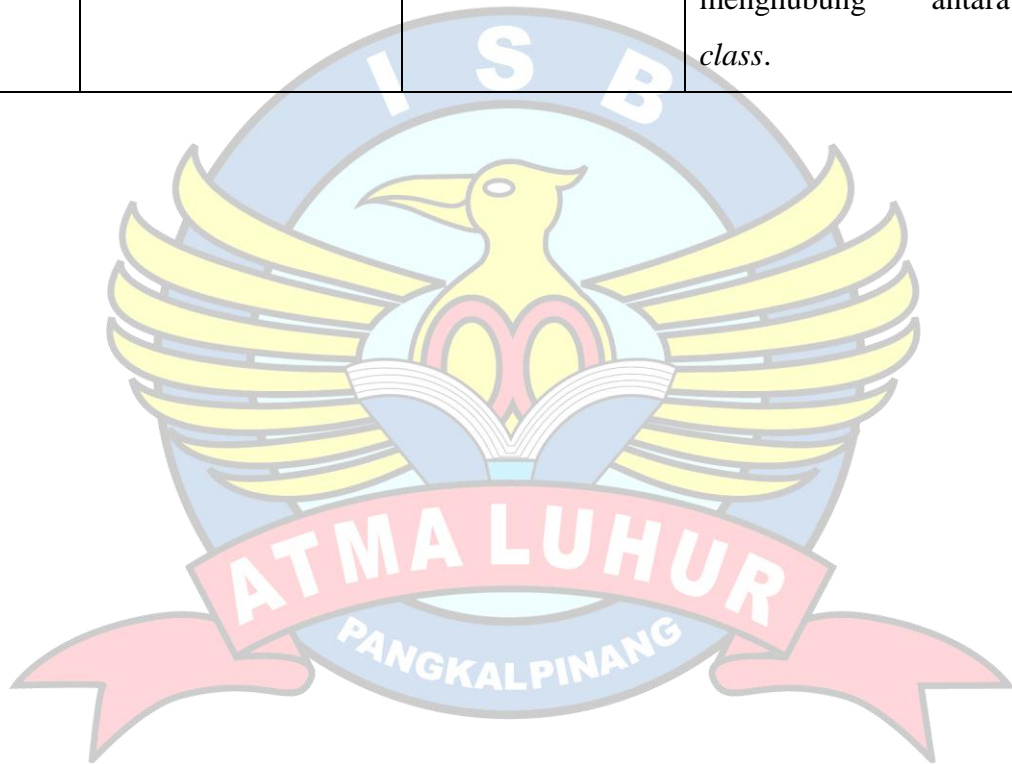 menghubung antara
class.
I S B
ATMA LUHUR
PANGKALPINANG